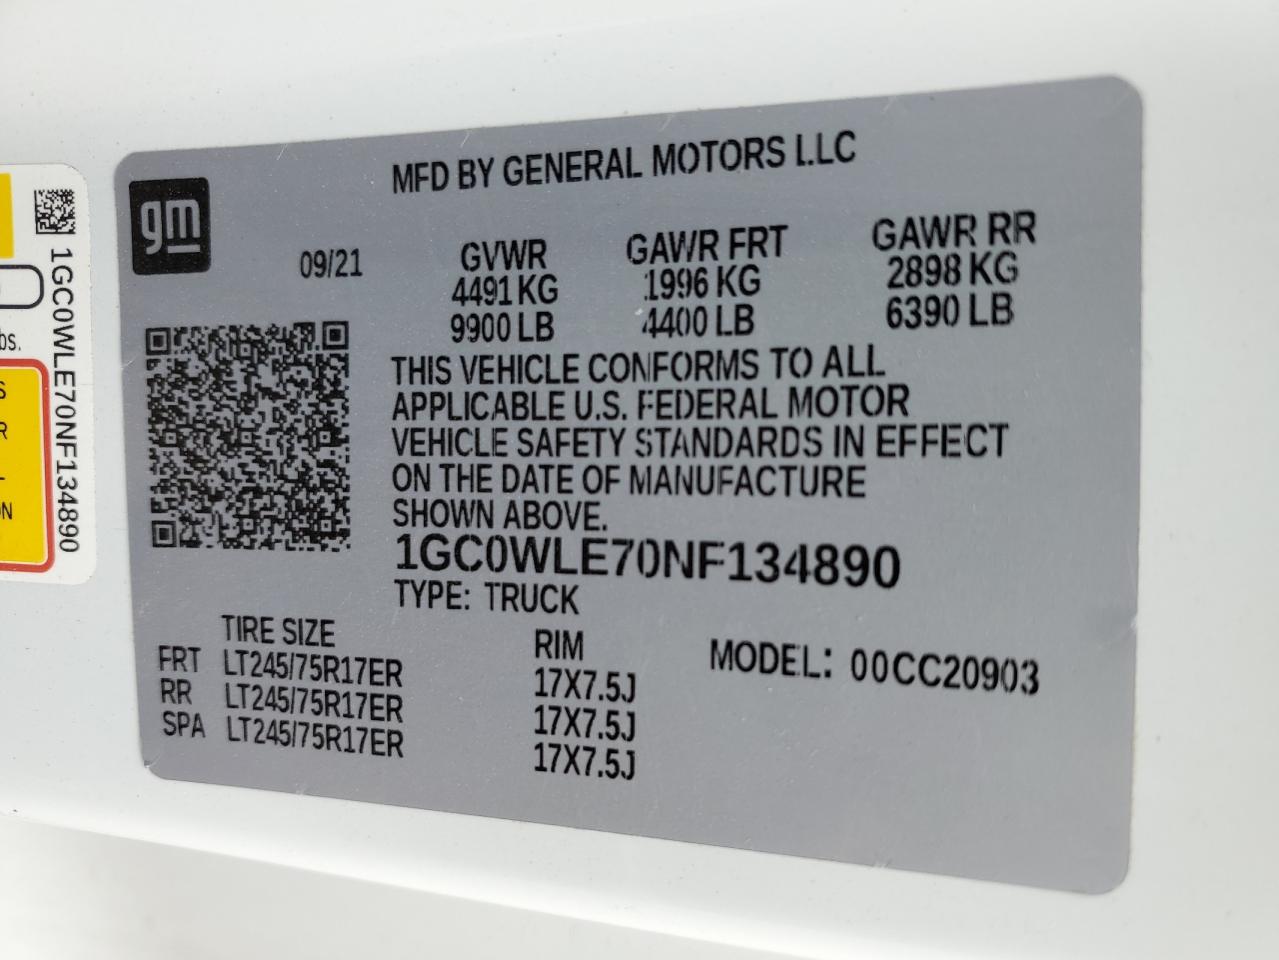 MFD BY GENERAL MOTORS LLC
gm
09/21
GVWR GAWR FRT GAWR RR
4491 KG 1996 KG 2898 KG
9900 LB 4400 LB 6390 LB
THIS VEHICLE CONFORMS TO ALL
APPLICABLE U.S. FEDERAL MOTOR
VEHICLE SAFETY STANDARDS IN EFFECT
ON THE DATE OF MANUFACTURE
SHOWN ABOVE.
1GC0WLE70NF134890
TYPE: TRUCK
TIRE SIZE RIM MODEL: 00CC20903
FRT LT245/75R17ER 17X7.5J
RR LT245/75R17ER 17X7.5J
SPA LT245/75R17ER 17X7.5J
1GC0WLE70NF134890